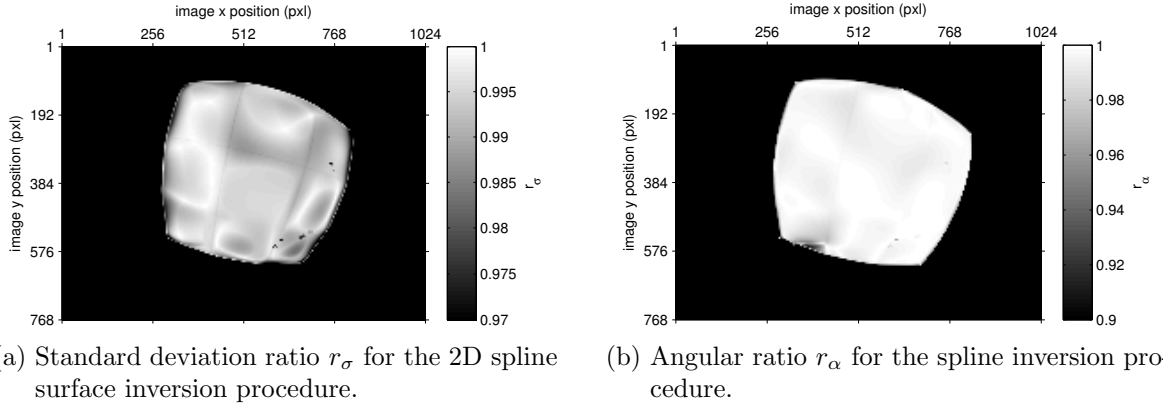 image x position (pxl)
1 256 512 768 1024
1
192
384
576
768
image y position (pxl)
1
0.995
0.99
0.985
0.98
0.975
0.97
r_σ
image x position (pxl)
1 256 512 768 1024
1
192
384
576
768
image y position (pxl)
1
0.98
0.96
0.94
0.92
0.9
r_α
a) Standard deviation ratio r_σ for the 2D spline
surface inversion procedure.
(b) Angular ratio r_α for the spline inversion pro-
cedure.